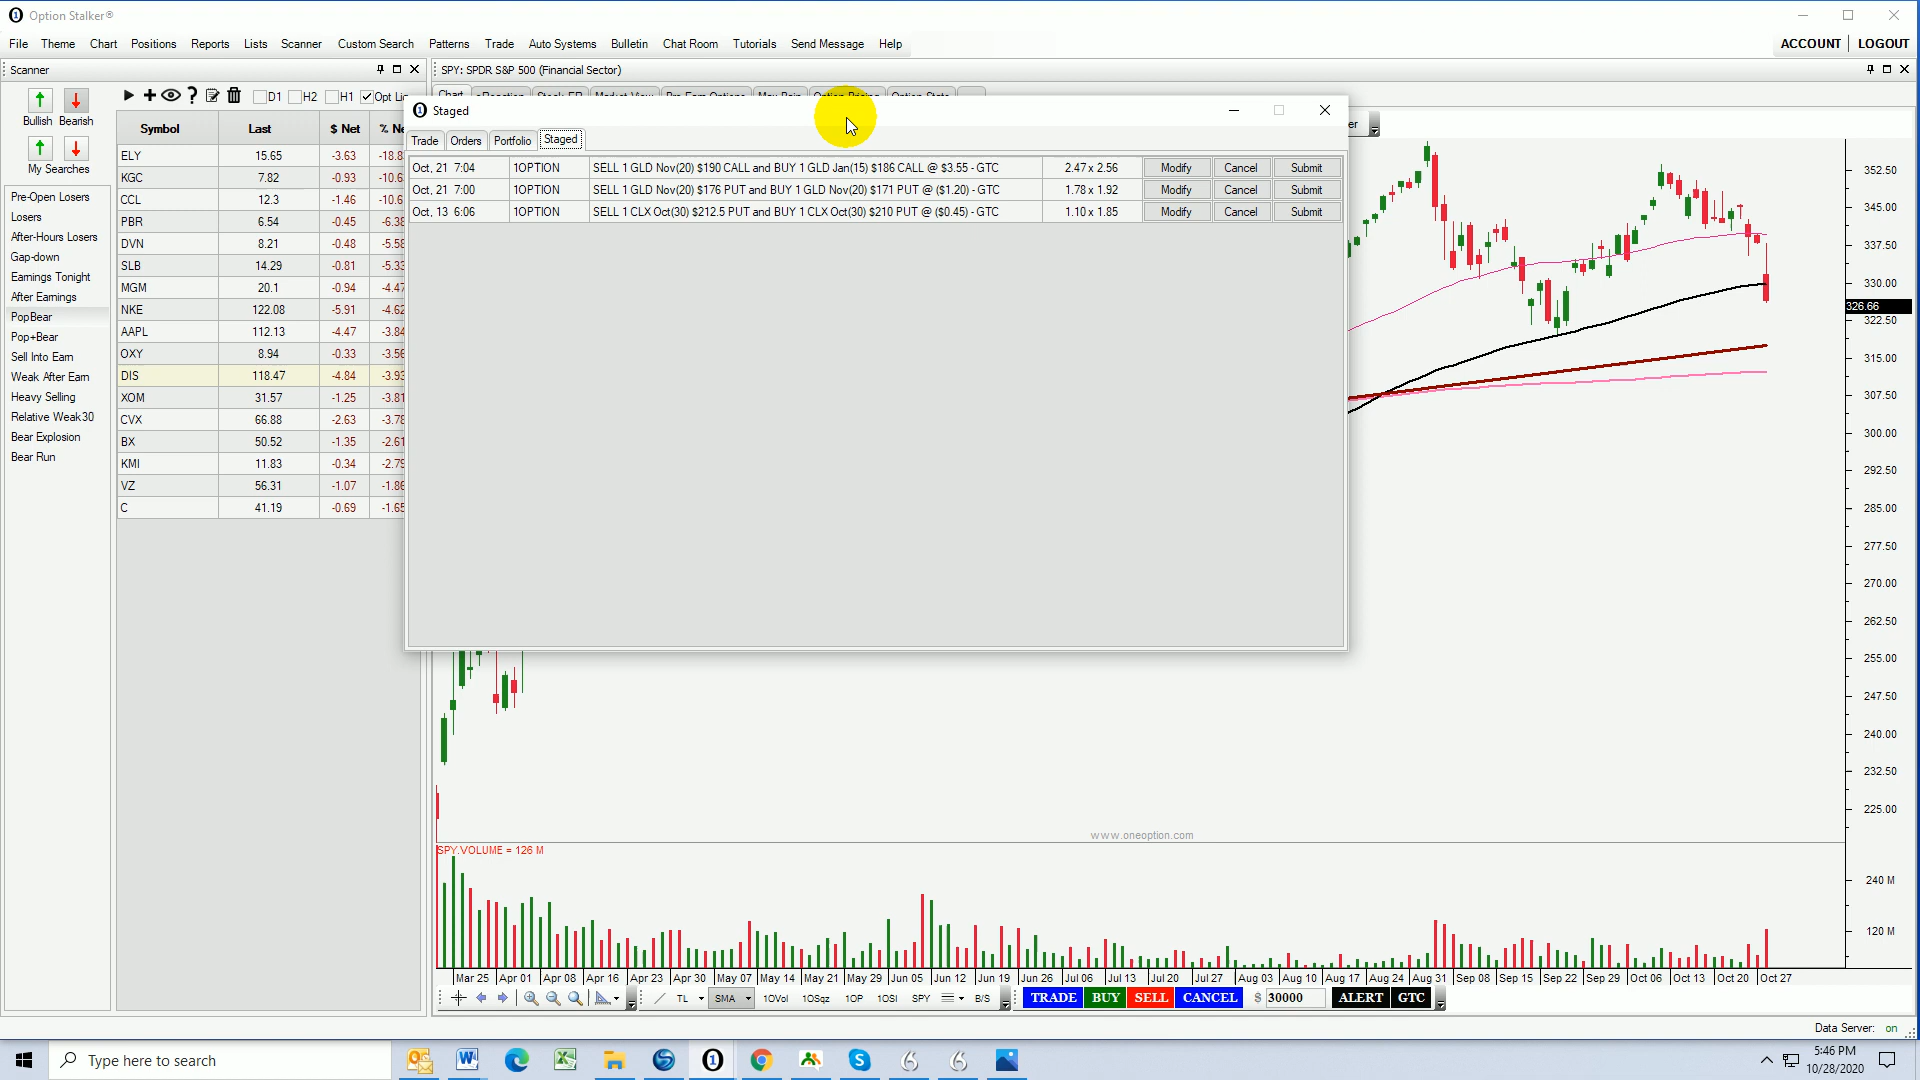 Option Stalker®
File Theme Chart Positions Reports Lists Scanner Custom Search Patterns Trade Auto Systems Bulletin Chat Room Tutorials Send Message Help
ACCOUNT LOGOUT
Scanner
SPY: SPDR S&P 500 (Financial Sector)
Bullish Bearish
My Searches
D1 H2 H1
Symbol Last $ Net
ELY 15.65 -3.63
KGC 7.82 -0.93
CCL 12.3 -1.46
PBR 6.54 -0.45
DVN 8.21 -0.48
SLB 14.29 -0.81
MGM 20.1 -0.94
NKE 122.08 -5.91
AAPL 112.13 -4.47
OXY 8.94 -0.33
DIS 118.47 -4.84
XOM 31.57 -1.25
CVX 66.88 -2.63
BX 50.52 -1.35
KMI 11.83 -0.34
VZ 56.31 -1.07
C 41.19 -0.69
Pre-Open Losers
Losers
After-Hours Losers
Gap-down
Earnings Tonight
After Earnings
PopBear
Pop+Bear
Sell Into Earn
Weak After Earn
Heavy Selling
Relative Weak30
Bear Explosion
Bear Run
Staged
Trade Orders Portfolio Staged
Oct, 21 7:04 1OPTION SELL 1 GLD Nov(20) $190 CALL and BUY 1 GLD Jan(15) $186 CALL @ $3.55 - GTC 2.47 x 2.56 Modify Cancel Submit
Oct, 21 7:00 1OPTION SELL 1 GLD Nov(20) $176 PUT and BUY 1 GLD Nov(20) $171 PUT @ ($1.20) - GTC 1.78 x 1.92 Modify Cancel Submit
Oct, 13 6:06 1OPTION SELL 1 CLX Oct(30) $212.5 PUT and BUY 1 CLX Oct(30) $210 PUT @ ($0.45) - GTC 1.10 x 1.85 Modify Cancel Submit
352.50
345.00
337.50
330.00
326.66
322.50
315.00
307.50
300.00
292.50
285.00
277.50
270.00
262.50
255.00
247.50
240.00
232.50
225.00
www.oneoption.com
SPY.VOLUME = 126 M
240 M
120 M
Mar 25 Apr 01 Apr 08 Apr 16 Apr 23 Apr 30 May 07 May 14 May 21 May 29 Jun 05 Jun 12 Jun 19 Jun 26 Jul 06 Jul 13 Jul 20 Jul 27 Aug 03 Aug 10 Aug 17 Aug 24 Aug 31 Sep 08 Sep 15 Sep 22 Sep 29 Oct 06 Oct 13 Oct 20 Oct 27
TL SMA 1OVol 1OSqz 1OP 1OSI SPY B/S TRADE BUY SELL CANCEL $ 30000 ALERT GTC
Data Server: on
Type here to search
5:46 PM
10/28/2020